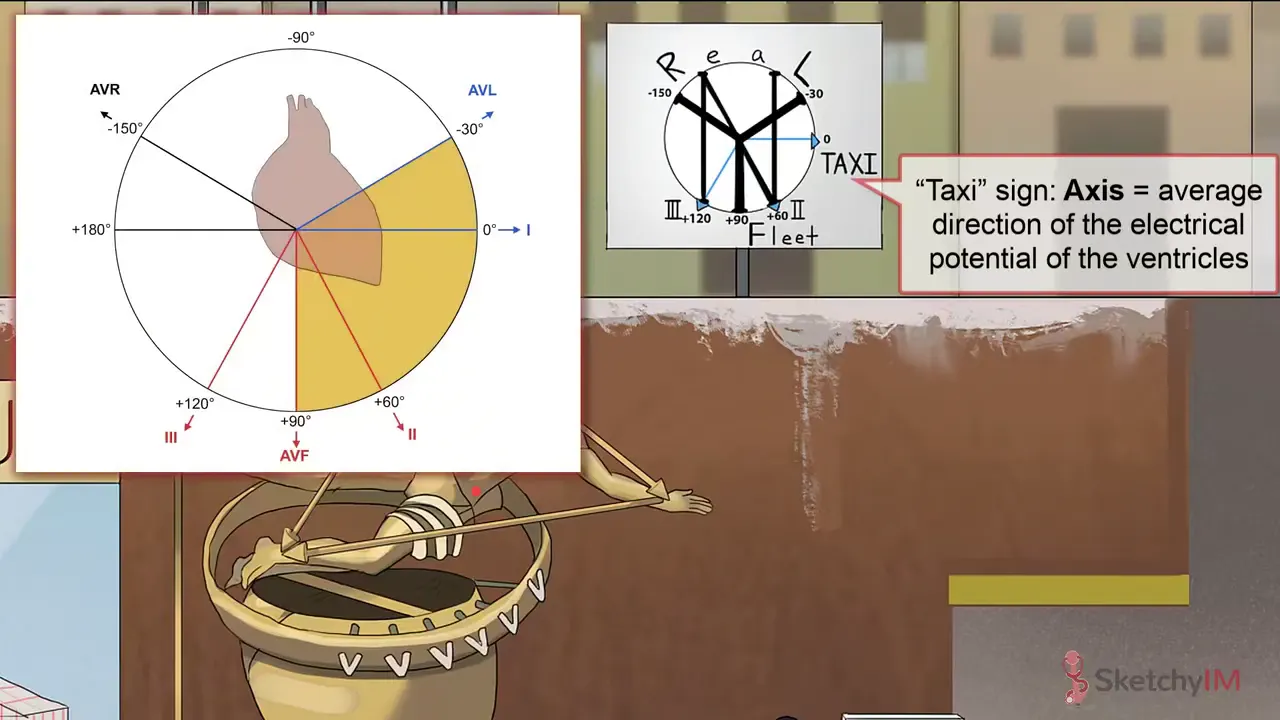 -90°
AVR
AVL
-150°
-30°
+180°
0°
I
+120°
+60°
+90°
III
II
AVF
R e a L
-150
-30
0
TAXI
III
+120
+90
+60
II
Fleet
“Taxi” sign: Axis = average
direction of the electrical
potential of the ventricles
V V V V V V
SketchyIM